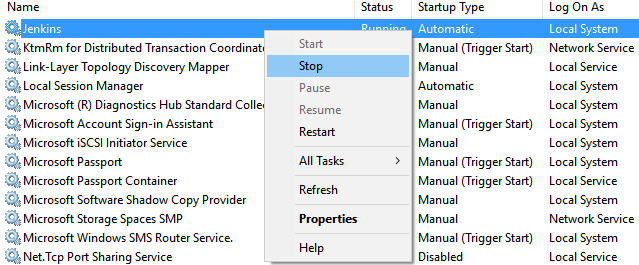 Name Status Startup Type Log On As
Jenkins Running Automatic Local System
KtmRm for Distributed Transaction Coordinato Manual (Trigger Start) Network Service
Link-Layer Topology Discovery Mapper Manual Local Service
Local Session Manager Automatic Local System
Microsoft (R) Diagnostics Hub Standard Collec Manual Local System
Microsoft Account Sign-in Assistant Manual (Trigger Start) Local System
Microsoft iSCSI Initiator Service Manual Local System
Microsoft Passport Manual (Trigger Start) Local System
Microsoft Passport Container Manual (Trigger Start) Local Service
Microsoft Software Shadow Copy Provider Manual Local System
Microsoft Storage Spaces SMP Manual Network Service
Microsoft Windows SMS Router Service. Manual (Trigger Start) Local System
Net.Tcp Port Sharing Service Disabled Local Service
Start
Stop
Pause
Resume
Restart
All Tasks
Refresh
Properties
Help